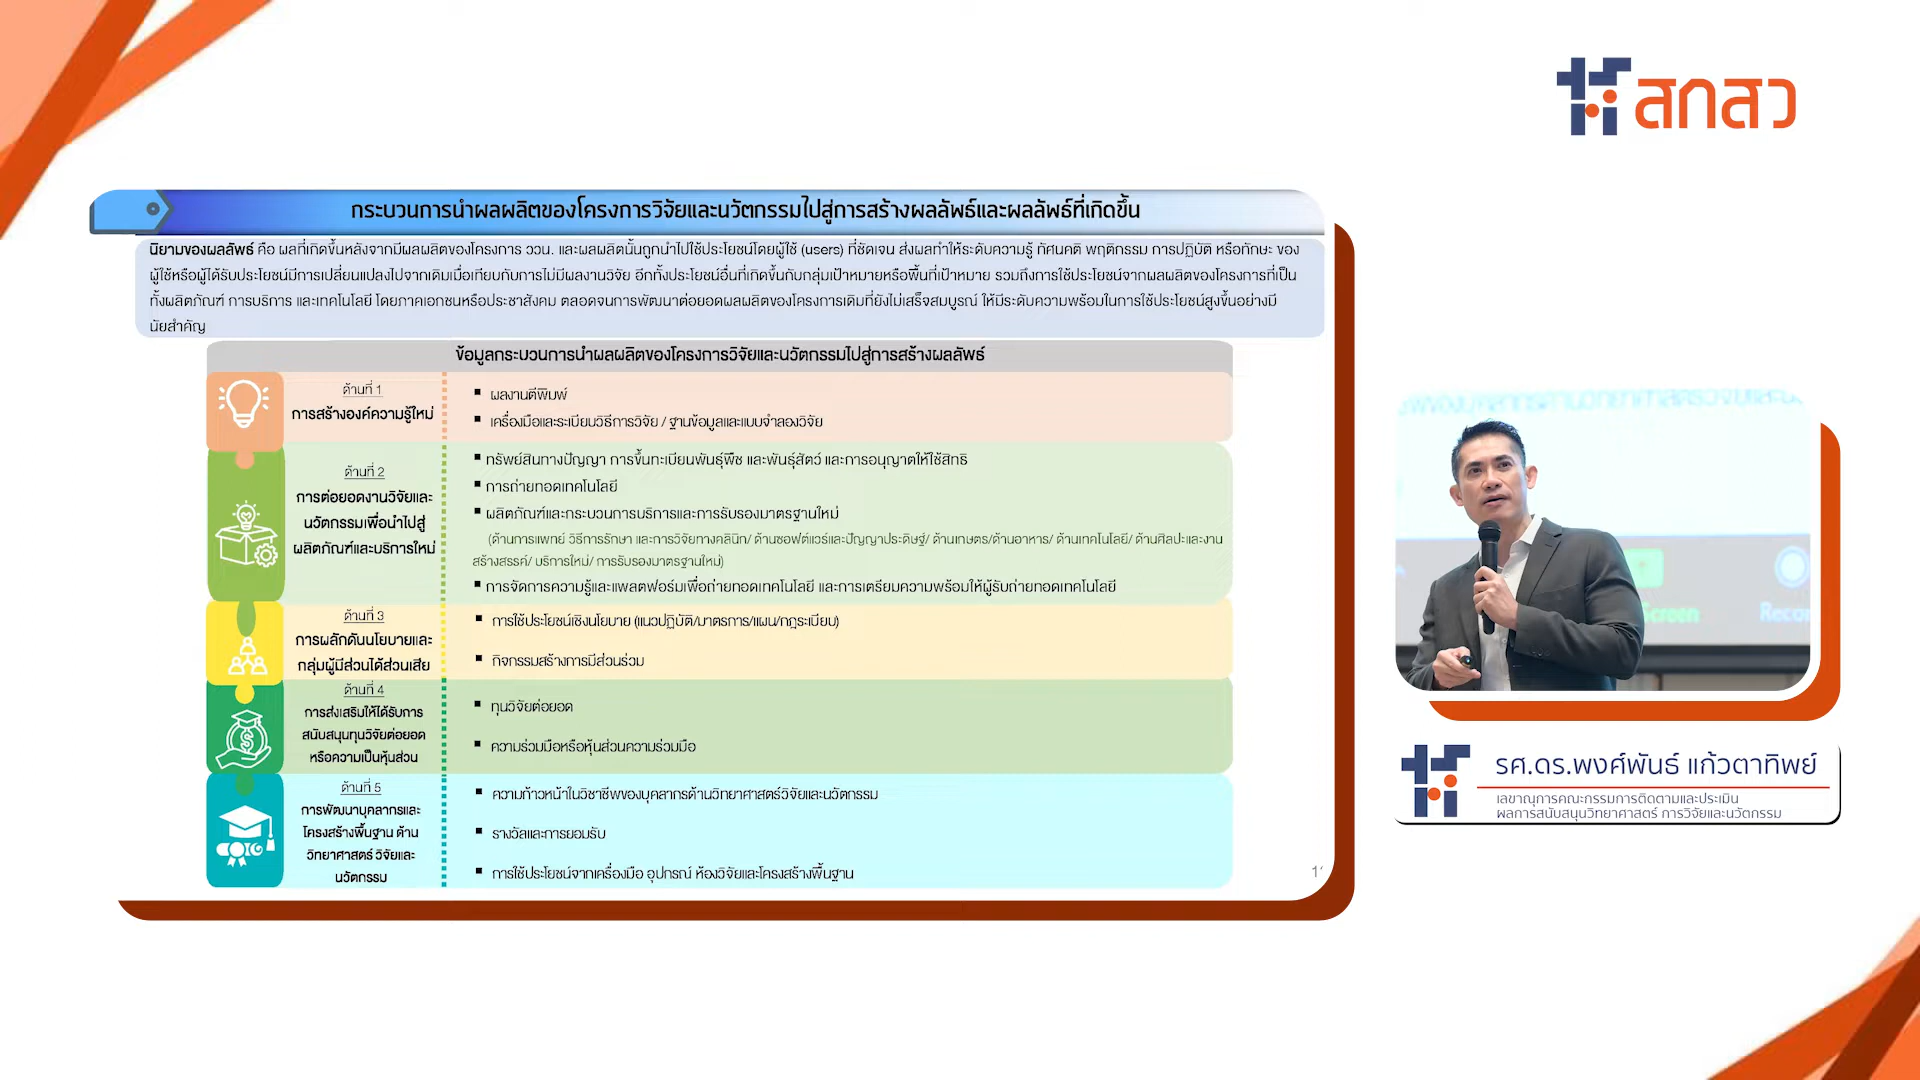 สกสว
กระบวนการนำผลผลิตของโครงการวิจัยและนวัตกรรมไปสู่การสร้างผลลัพธ์และผลลัพธ์ที่เกิดขึ้น
นิยามของผลลัพธ์ คือ ผลที่เกิดขึ้นหลังจากมีผลผลิตของโครงการ ววน. และผลผลิตนั้นถูกนำไปใช้ประโยชน์โดยผู้ใช้ (users) ที่ชัดเจน ส่งผลทำให้ระดับความรู้ ทัศนคติ พฤติกรรม การปฏิบัติ หรือทักษะ ของ
ผู้ใช้หรือผู้ได้รับประโยชน์มีการเปลี่ยนแปลงไปจากเดิมเมื่อเทียบกับการไม่มีผลงานวิจัย อีกทั้งประโยชน์อื่นที่เกิดขึ้นกับกลุ่มเป้าหมายหรือพื้นที่เป้าหมาย รวมถึงการใช้ประโยชน์จากผลผลิตของโครงการที่เป็น
ทั้งผลิตภัณฑ์ การบริการ และเทคโนโลยี โดยภาคเอกชนหรือประชาสังคม ตลอดจนการพัฒนาต่อยอดผลผลิตของโครงการเดิมที่ยังไม่เสร็จสมบูรณ์ ให้มีระดับความพร้อมในการใช้ประโยชน์สูงขึ้นอย่างมี
นัยสำคัญ
ข้อมูลกระบวนการนำผลผลิตของโครงการวิจัยและนวัตกรรมไปสู่การสร้างผลลัพธ์
ด้านที่ 1
การสร้างองค์ความรู้ใหม่
▪ ผลงานตีพิมพ์
▪ เครื่องมือและระเบียบวิธีการวิจัย / ฐานข้อมูลและแบบจำลองวิจัย
ด้านที่ 2
การต่อยอดงานวิจัยและ
นวัตกรรมเพื่อนำไปสู่
ผลิตภัณฑ์และบริการใหม่
▪ ทรัพย์สินทางปัญญา การขึ้นทะเบียนพันธุ์พืช และพันธุ์สัตว์ และการอนุญาตให้ใช้สิทธิ
▪ การถ่ายทอดเทคโนโลยี
▪ ผลิตภัณฑ์และกระบวนการบริการและการรับรองมาตรฐานใหม่
(ด้านการแพทย์ วิธีการรักษา และการวิจัยทางคลินิก/ ด้านซอฟต์แวร์และปัญญาประดิษฐ์/ ด้านเกษตร/ด้านอาหาร/ ด้านเทคโนโลยี/ ด้านศิลปะและงาน
สร้างสรรค์/ บริการใหม่/ การรับรองมาตรฐานใหม่)
▪ การจัดการความรู้และแพลตฟอร์มเพื่อถ่ายทอดเทคโนโลยี และการเตรียมความพร้อมให้ผู้รับถ่ายทอดเทคโนโลยี
ด้านที่ 3
การผลักดันนโยบายและ
กลุ่มผู้มีส่วนได้ส่วนเสีย
▪ การใช้ประโยชน์เชิงนโยบาย (แนวปฏิบัติ/มาตรการ/แผน/กฎระเบียบ)
▪ กิจกรรมสร้างการมีส่วนร่วม
ด้านที่ 4
การส่งเสริมให้ได้รับการ
สนับสนุนทุนวิจัยต่อยอด
หรือความเป็นหุ้นส่วน
▪ ทุนวิจัยต่อยอด
▪ ความร่วมมือหรือหุ้นส่วนความร่วมมือ
ด้านที่ 5
การพัฒนาบุคลากรและ
โครงสร้างพื้นฐาน ด้าน
วิทยาศาสตร์ วิจัยและ
นวัตกรรม
▪ ความก้าวหน้าในวิชาชีพของบุคลากรด้านวิทยาศาสตร์วิจัยและนวัตกรรม
▪ รางวัลและการยอมรับ
▪ การใช้ประโยชน์จากเครื่องมือ อุปกรณ์ ห้องวิจัยและโครงสร้างพื้นฐาน
Screen
รศ.ดร.พงศ์พันธ์ แก้วตาทิพย์
เลขานุการคณะกรรมการติดตามและประเมิน
ผลการสนับสนุนวิทยาศาสตร์ การวิจัยและนวัตกรรม